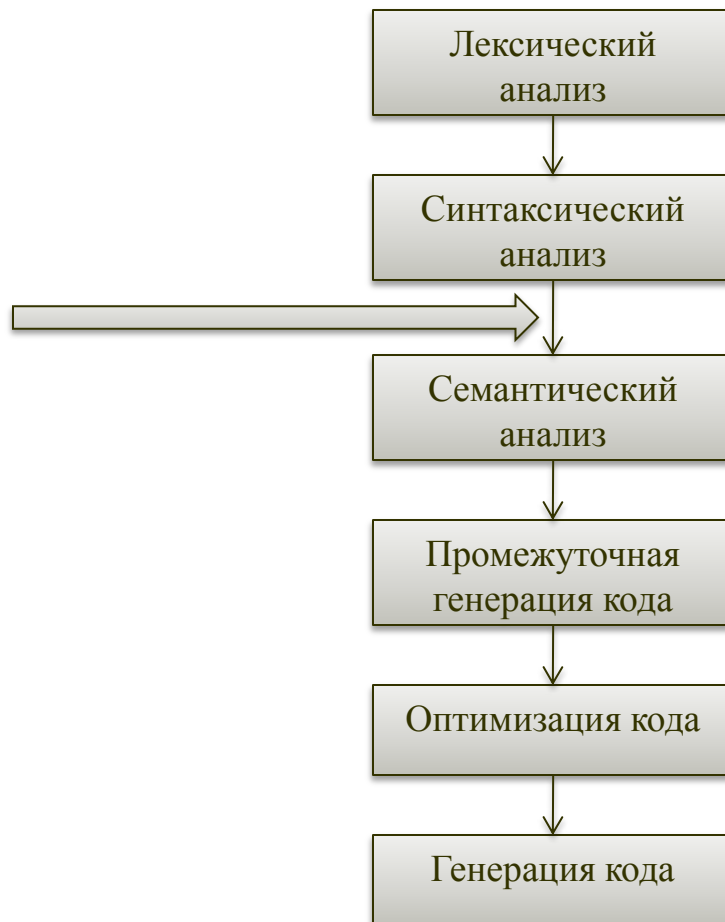 Лексический
анализ
Синтаксический
анализ
Семантический
анализ
Промежуточная
генерация кода
Оптимизация кода
Генерация кода